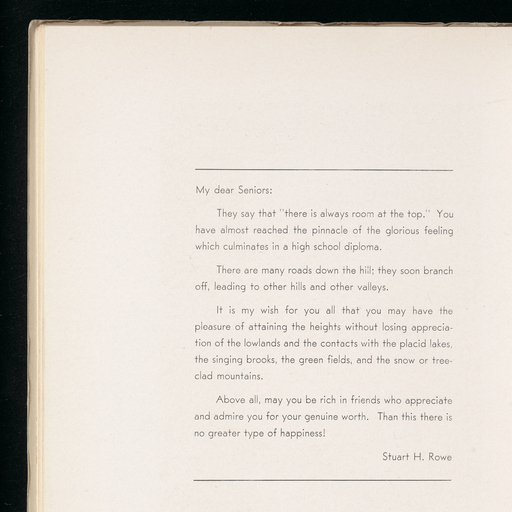 My dear Seniors:
They say that "there is always room at the top." You
have almost reached the pinnacle of the glorious feeling
which culminates in a high school diploma.
There are many roads down the hill; they soon branch
off, leading to other hills and other valleys.
It is my wish for you all that you may have the
pleasure of attaining the heights without losing apprecia-
tion of the lowlands and the contacts with the placid lakes,
the singing brooks, the green fields, and the snow or tree-
clad mountains.
Above all, may you be rich in friends who appreciate
and admire you for your genuine worth. Than this there is
no greater type of happiness!
Stuart H. Rowe